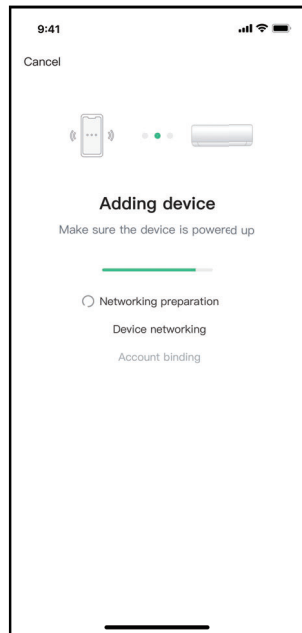 9:41
Cancel
Adding device
Make sure the device is powered up
Networking preparation
Device networking
Account binding